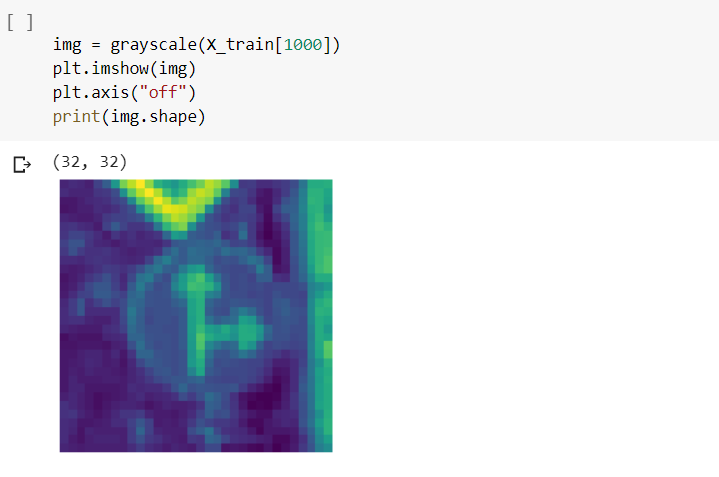 [ ]
img = grayscale(X_train[1000])
plt.imshow(img)
plt.axis("off")
print(img.shape)
(32, 32)